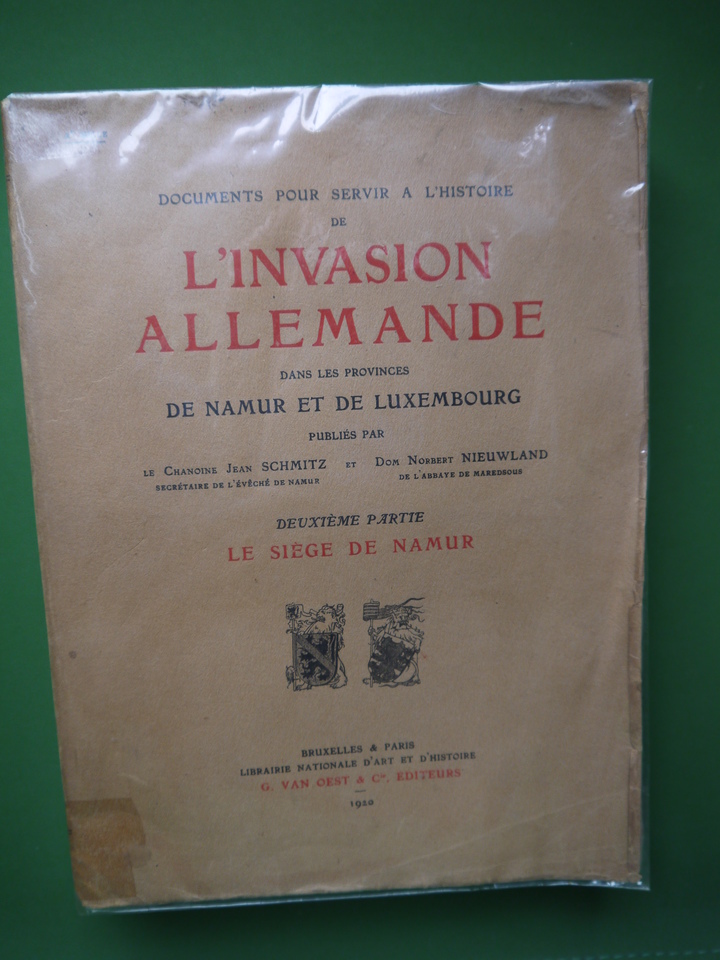 DOCUMENTS POUR SERVIR A L'HISTOIRE
DE
L'INVASION
ALLEMANDE
DANS LES PROVINCES
DE NAMUR ET DE LUXEMBOURG
PUBLIÉS PAR
LE CHANOINE JEAN SCHMITZ ET DOM NORBERT NIEUWLAND
SECRÉTAIRE DE L'ÉVÊCHÉ DE NAMUR DE L'ABBAYE DE MAREDSOUS
DEUXIÈME PARTIE
LE SIÈGE DE NAMUR
BRUXELLES & PARIS
LIBRAIRIE NATIONALE D'ART ET D'HISTOIRE
G. VAN OEST & Cie, EDITEURS
1920